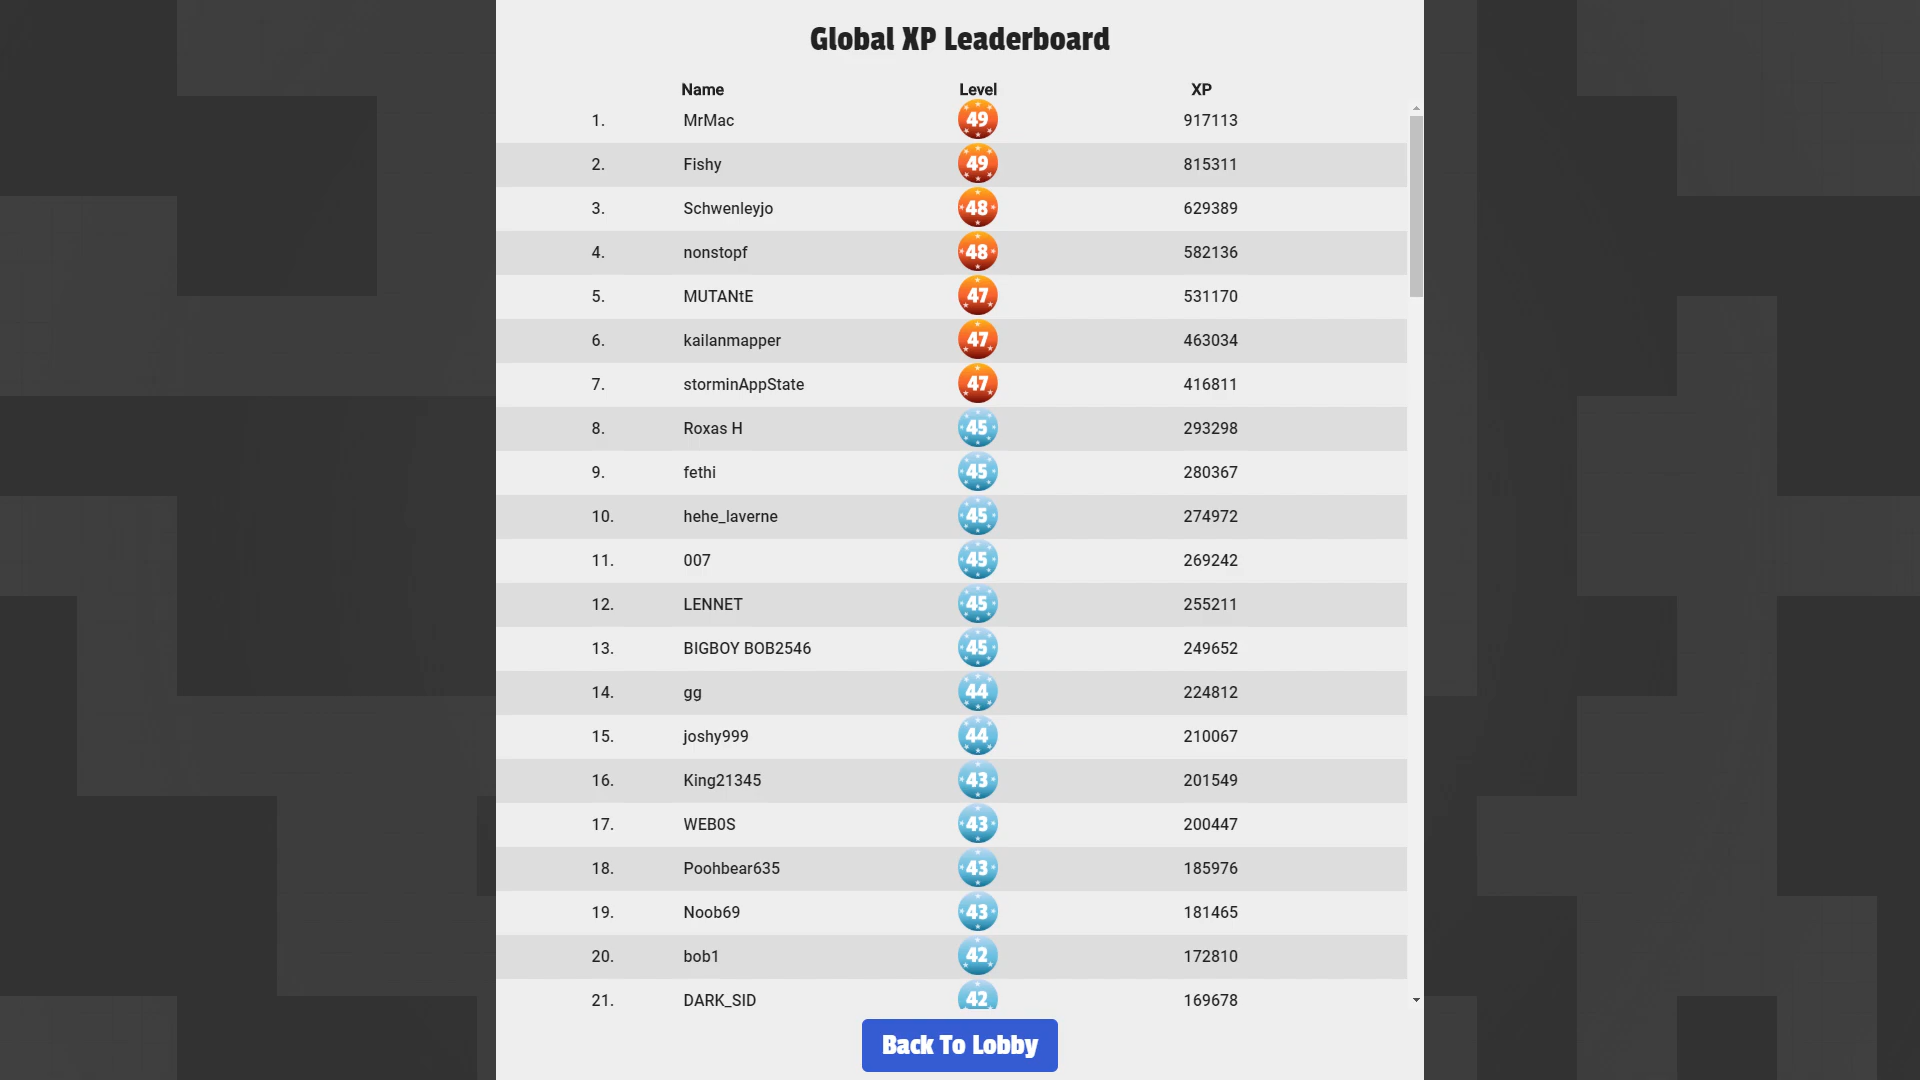 Global XP Leaderboard
Name Level XP
1. MrMac 49 917113
2. Fishy 49 815311
3. Schwenleyjo 48 629389
4. nonstopf 48 582136
5. MUTANtE 47 531170
6. kailanmapper 47 463034
7. storminAppState 47 416811
8. Roxas H 45 293298
9. fethi 45 280367
10. hehe_laverne 45 274972
11. 007 45 269242
12. LENNET 45 255211
13. BIGBOY BOB2546 45 249652
14. gg 44 224812
15. joshy999 44 210067
16. King21345 43 201549
17. WEB0S 43 200447
18. Poohbear635 43 185976
19. Noob69 43 181465
20. bob1 42 172810
21. DARK_SID 42 169678
Back To Lobby